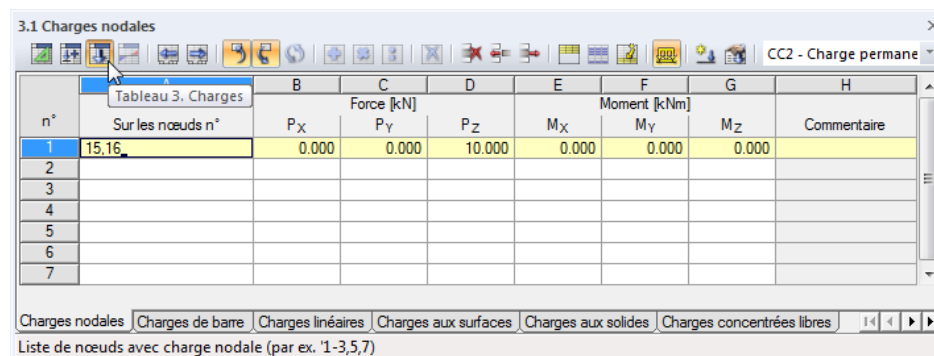 3.1 Charges nodales
CC2 - Charge permane
Tableau 3. Charges
B C D E F G H
n° Force [kN] Moment [kNm]
Sur les nœuds n° PX PY PZ MX MY MZ Commentaire
1 15,16 0.000 0.000 10.000 0.000 0.000 0.000
2
3
4
5
6
7
Charges nodales Charges de barre Charges linéaires Charges aux surfaces Charges aux solides Charges concentrées libres
Liste de nœuds avec charge nodale (par ex. '1-3,5,7)